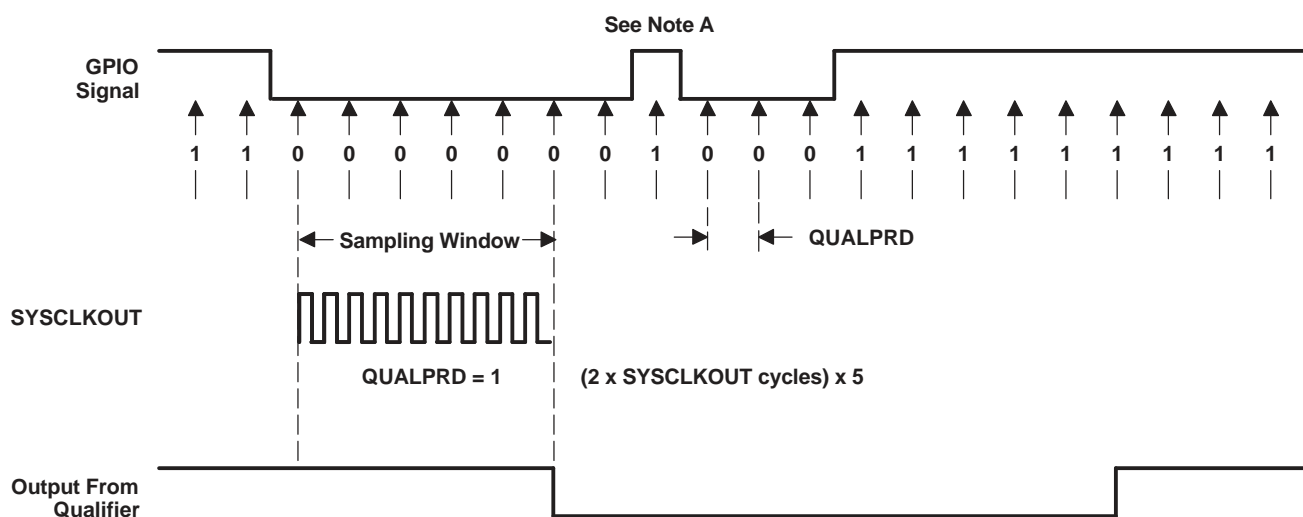 See Note A
GPIO
Signal
1 1 0 0 0 0 0 0 0 1 0 0 0 1 1 1 1 1 1 1 1 1
Sampling Window
QUALPRD
SYSCLKOUT
QUALPRD = 1
(2 x SYSCLKOUT cycles) x 5
Output From
Qualifier